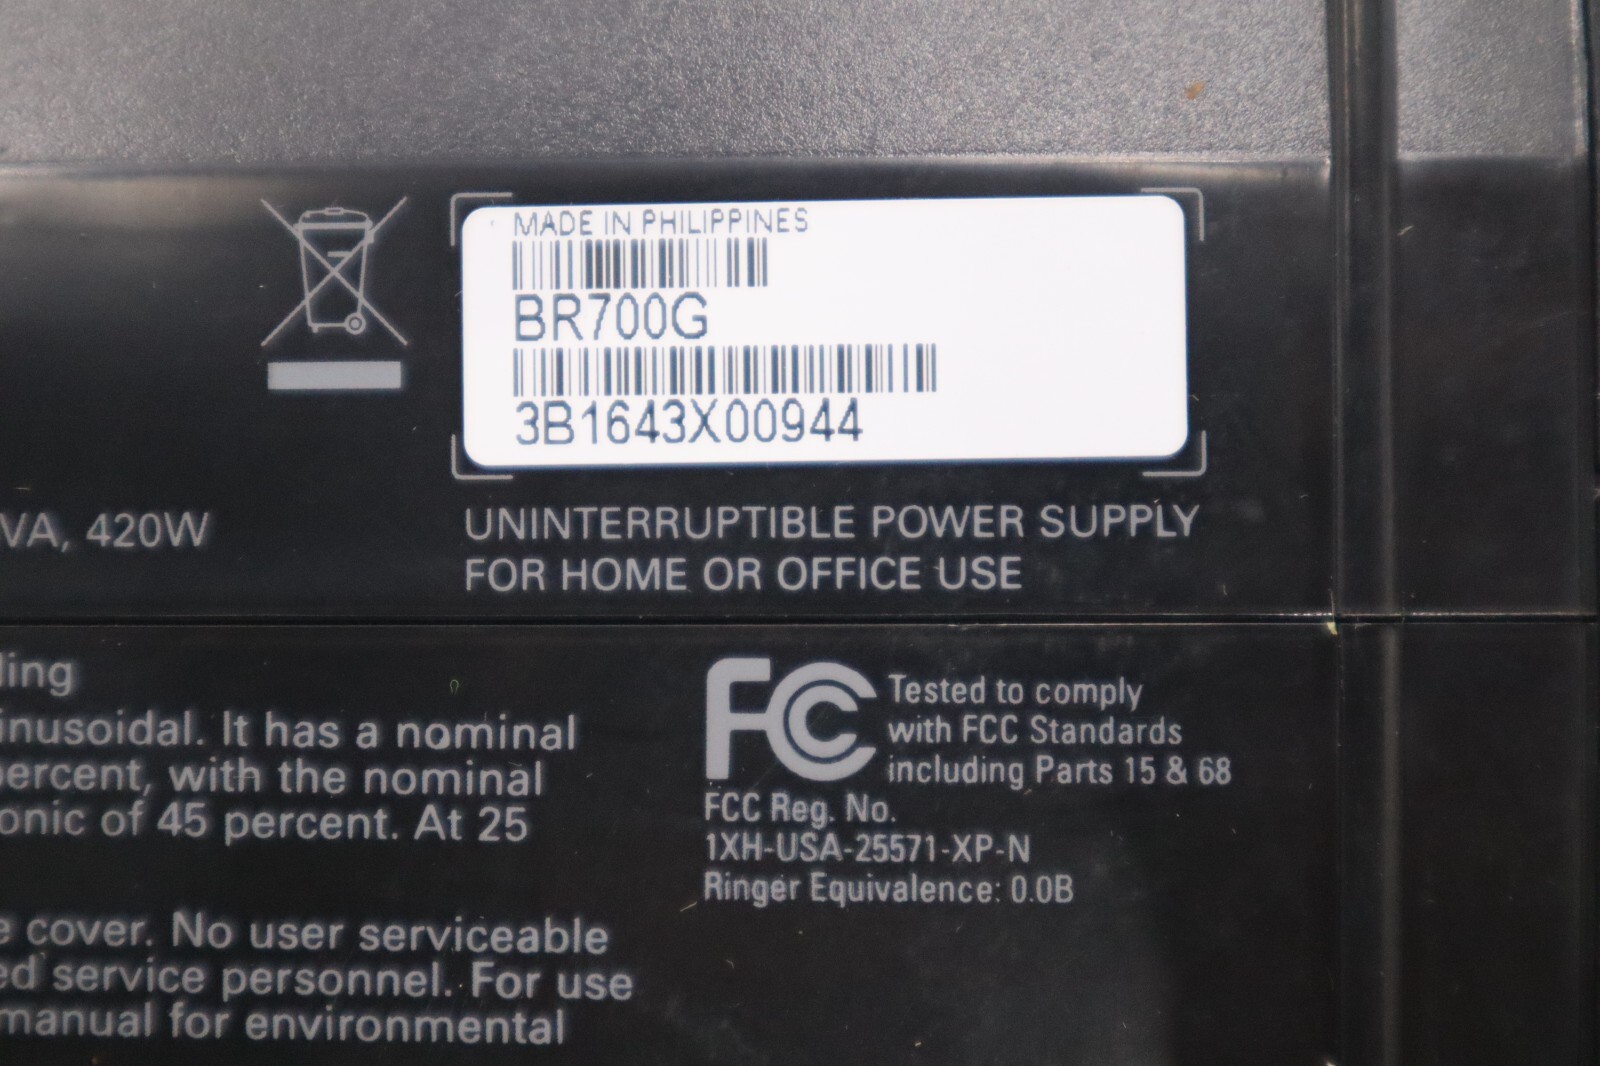 MADE IN PHILIPPINES
BR700G
3B1643X00944
VA, 420W
UNINTERRUPTIBLE POWER SUPPLY
FOR HOME OR OFFICE USE
ling
inusoidal. It has a nominal
ercent, with the nominal
onic of 45 percent. At 25
e cover. No user serviceable
ed service personnel. For use
manual for environmental
FC Tested to comply
with FCC Standards
including Parts 15 & 68
FCC Reg. No.
1XH-USA-25571-XP-N
Ringer Equivalence: 0.0B